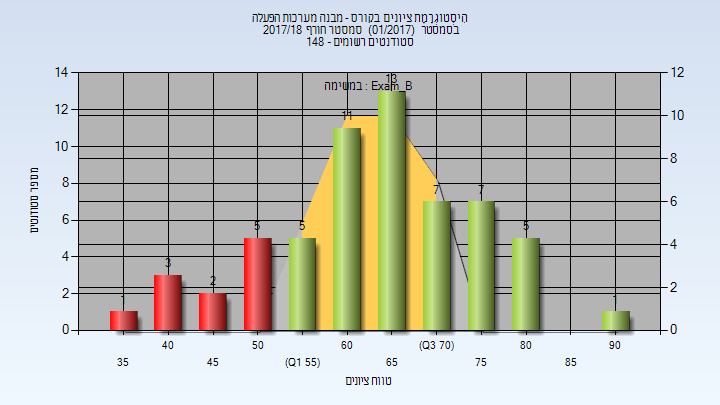 היסטוגרמת ציונים בקורס - מבנה מערכות הפעלה
בסמסטר (01/2017) סמסטר חורף 2017/18
סטודנטים רשומים - 148
במשימה : Exam_B
14 12
12 10
10 8
8 6
6 4
4 2
2 0
0
מספר סטודנטים
1 3 2 5 5 11 13 7 7 5 1
40 50 60 (Q3 70) 80 90
35 45 (Q1 55) 65 75 85
טווח ציונים